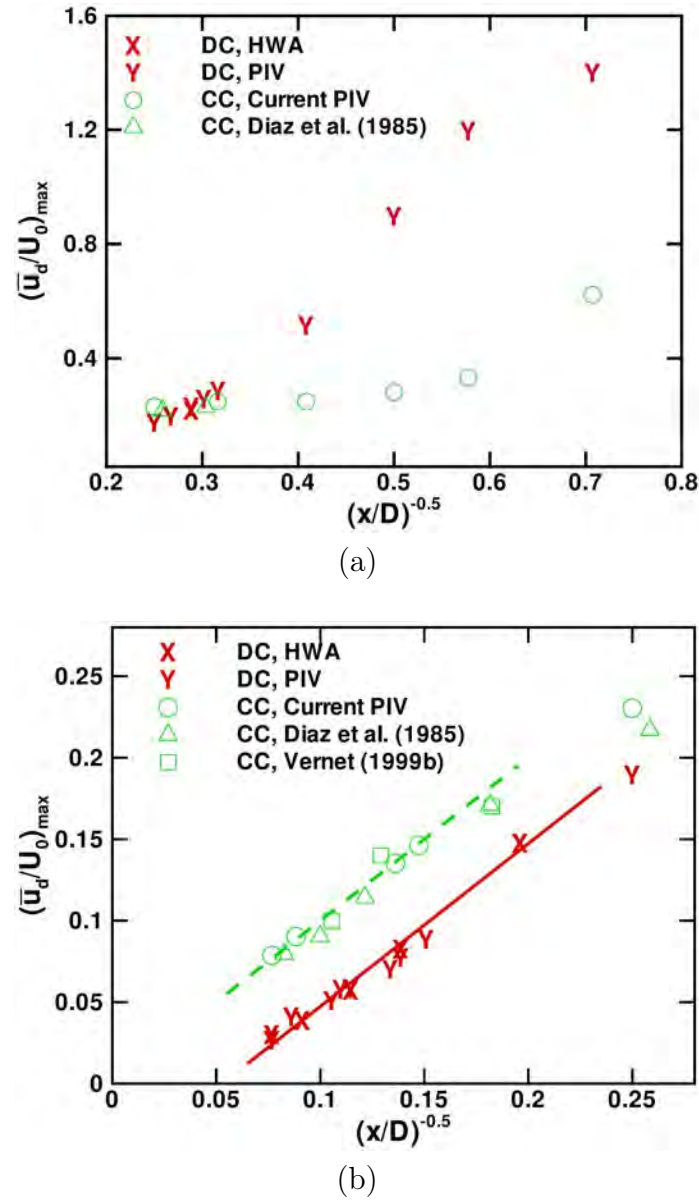 1.6
1.2
0.8
0.4
(u̅_d/U_0)_max
DC, HWA
DC, PIV
CC, Current PIV
CC, Diaz et al. (1985)
0.2 0.3 0.4 0.5 0.6 0.7 0.8
(x/D)^-0.5
(a)
0.25
0.2
0.15
0.1
0.05
0
(u̅_d/U_0)_max
DC, HWA
DC, PIV
CC, Current PIV
CC, Diaz et al. (1985)
CC, Vernet (1999b)
0 0.05 0.1 0.15 0.2 0.25
(x/D)^-0.5
(b)